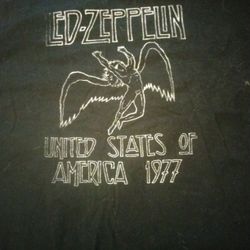 LED-ZEPPELIN
UNITED STATES OF
AMERICA 1977